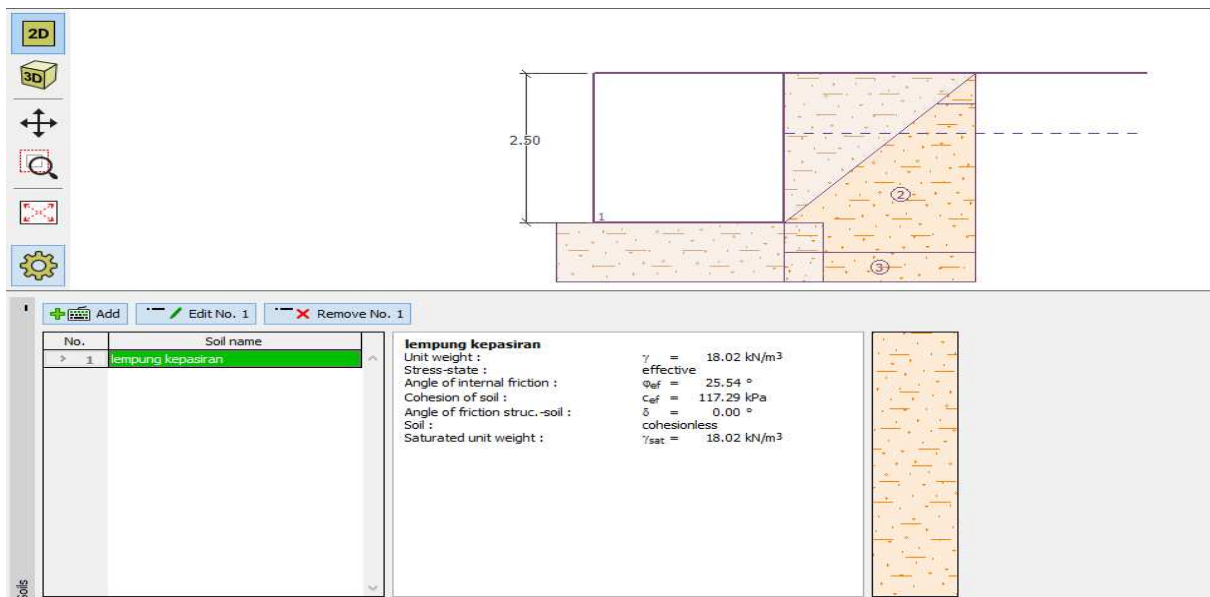 2D
3D
2.50
1
2
3
Add
Edit No. 1
Remove No. 1
No.
Soil name
> 1 lempung kepasiran
lempung kepasiran
Unit weight : γ = 18.02 kN/m³
Stress-state : effective
Angle of internal friction : φef = 25.54 °
Cohesion of soil : cef = 117.29 kPa
Angle of friction struc.-soil : δ = 0.00 °
Soil : cohesionless
Saturated unit weight : γsat = 18.02 kN/m³
Soils